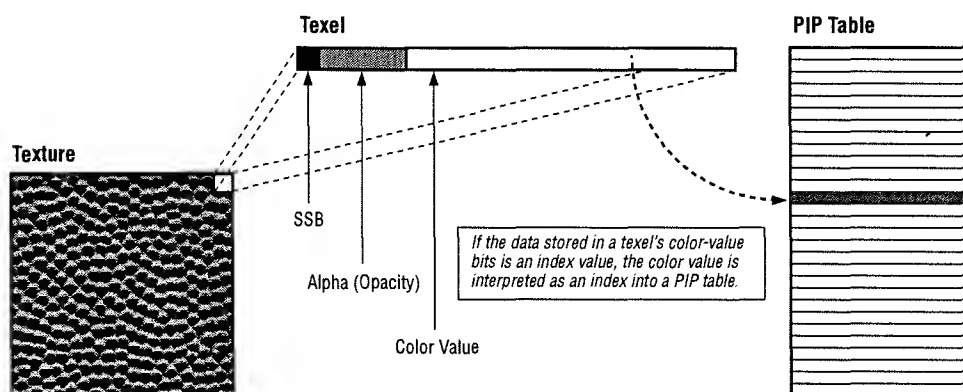 Texel
PIP Table
Texture
SSB
Alpha (Opacity)
Color Value
If the data stored in a texel's color-value
bits is an index value, the color value is
interpreted as an index into a PIP table.